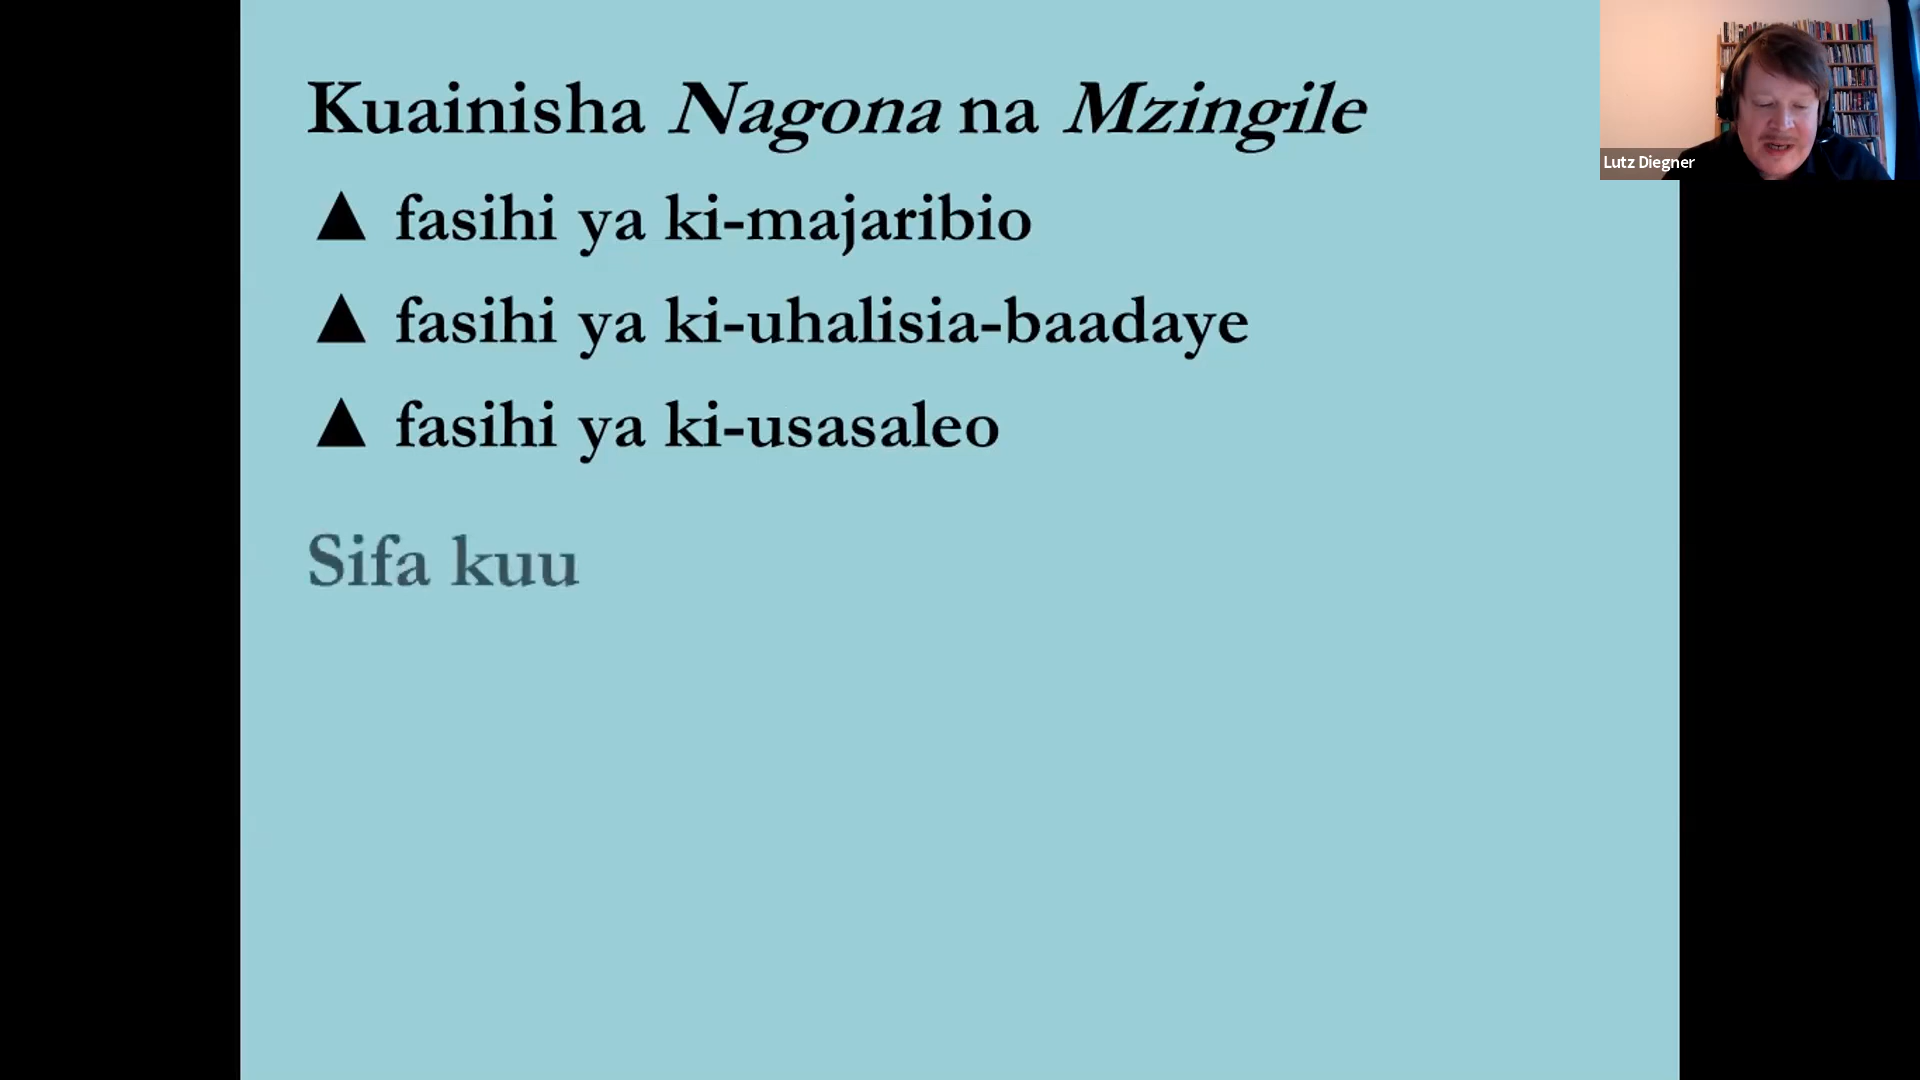 Kuainisha Nagona na Mzingile
▲ fasihi ya ki-majaribio
▲ fasihi ya ki-uhalisia-baadaye
▲ fasihi ya ki-usasaleo
Sifa kuu
Lutz Diegner